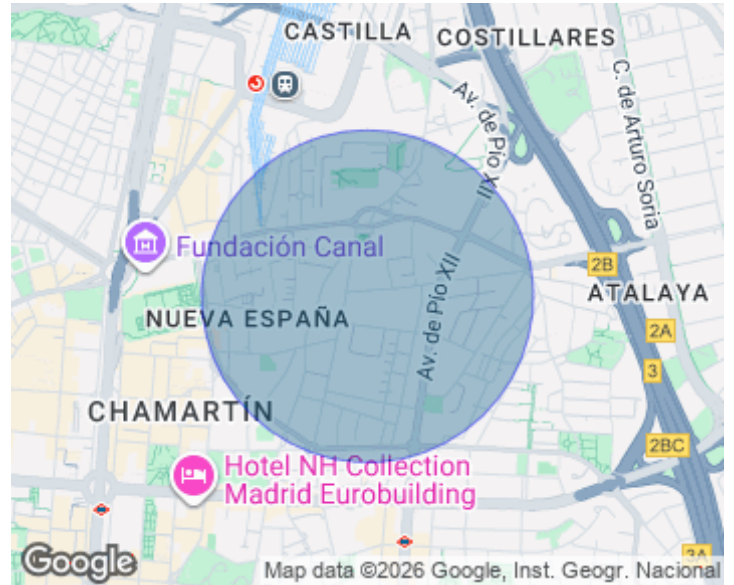 CASTILLA
COSTILLARES
Av. de Pío XII
C. de Arturo Soria
Fundación Canal
2B
ATALAYA
NUEVA ESPAÑA
Av. de Pío XII
2A
3
CHAMARTÍN
2BC
Hotel NH Collection
Madrid Eurobuilding
3A
Google
Map data ©2026 Google, Inst. Geogr. Nacional